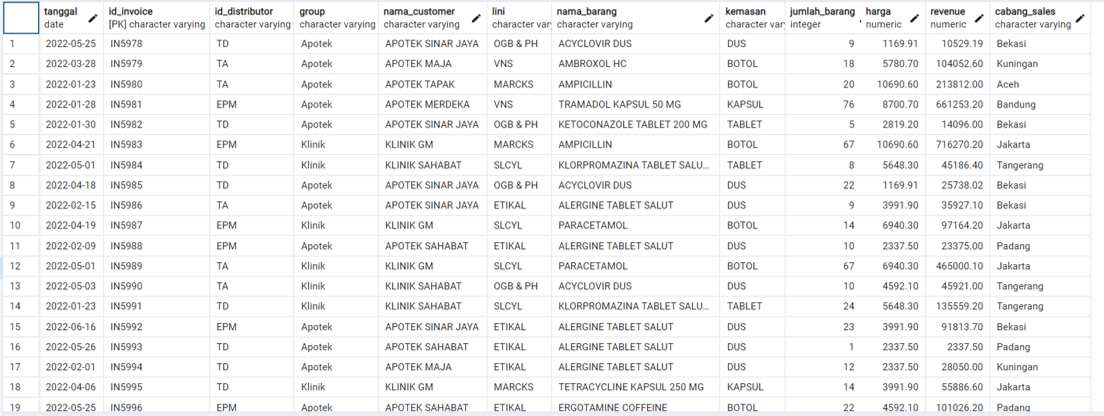 tanggal id_invoice id_distributor group nama_customer lini nama_barang kemasan jumlah_barang harga revenue cabang_sales
date [PK] character varying character varying character varying character varying character varying character varying character var integer numeric numeric character varying
1 2022-05-25 IN5978 TD Apotek APOTEK SINAR JAYA OGB & PH ACYCLOVIR DUS DUS 9 1169.91 10529.19 Bekasi
2 2022-03-28 IN5979 TA Apotek APOTEK MAJA VNS AMBROXOL HC BOTOL 18 5780.70 104052.60 Kuningan
3 2022-01-23 IN5980 TA Apotek APOTEK TAPAK MARCKS AMPICILLIN BOTOL 20 10690.60 213812.00 Aceh
4 2022-01-28 IN5981 EPM Apotek APOTEK MERDEKA VNS TRAMADOL KAPSUL 50 MG KAPSUL 76 8700.70 661253.20 Bandung
5 2022-01-30 IN5982 TD Apotek APOTEK SINAR JAYA OGB & PH KETOCONAZOLE TABLET 200 MG TABLET 5 2819.20 14096.00 Bekasi
6 2022-04-21 IN5983 EPM Klinik KLINIK GM MARCKS AMPICILLIN BOTOL 67 10690.60 716270.20 Jakarta
7 2022-05-01 IN5984 TD Klinik KLINIK SAHABAT SLCYL KLORPROMAZINA TABLET SALU... TABLET 8 5648.30 45186.40 Tangerang
8 2022-04-18 IN5985 TD Apotek APOTEK SINAR JAYA OGB & PH ACYCLOVIR DUS DUS 22 1169.91 25738.02 Bekasi
9 2022-02-15 IN5986 TA Apotek APOTEK SINAR JAYA ETIKAL ALERGINE TABLET SALUT DUS 9 3991.90 35927.10 Bekasi
10 2022-04-19 IN5987 EPM Klinik KLINIK GM SLCYL PARACETAMOL BOTOL 14 6940.30 97164.20 Jakarta
11 2022-02-09 IN5988 EPM Apotek APOTEK SAHABAT ETIKAL ALERGINE TABLET SALUT DUS 10 2337.50 23375.00 Padang
12 2022-05-01 IN5989 TA Klinik KLINIK GM SLCYL PARACETAMOL BOTOL 67 6940.30 465000.10 Jakarta
13 2022-05-03 IN5990 TA Klinik KLINIK SAHABAT OGB & PH ACYCLOVIR DUS DUS 10 4592.10 45921.00 Tangerang
14 2022-01-23 IN5991 TD Klinik KLINIK SAHABAT SLCYL KLORPROMAZINA TABLET SALU... TABLET 24 5648.30 135559.20 Tangerang
15 2022-06-16 IN5992 EPM Apotek APOTEK SINAR JAYA ETIKAL ALERGINE TABLET SALUT DUS 23 3991.90 91813.70 Bekasi
16 2022-05-26 IN5993 TD Apotek APOTEK SAHABAT ETIKAL ALERGINE TABLET SALUT DUS 1 2337.50 2337.50 Padang
17 2022-02-01 IN5994 TD Apotek APOTEK MAJA ETIKAL ALERGINE TABLET SALUT DUS 12 2337.50 28050.00 Kuningan
18 2022-04-06 IN5995 TD Klinik KLINIK GM MARCKS TETRACYCLINE KAPSUL 250 MG KAPSUL 14 3991.90 55886.60 Jakarta
19 2022-05-25 IN5996 EPM Apotek APOTEK SAHABAT ETIKAL ERGOTAMINE COFFEINE BOTOL 22 4592.10 101026.20 Padang